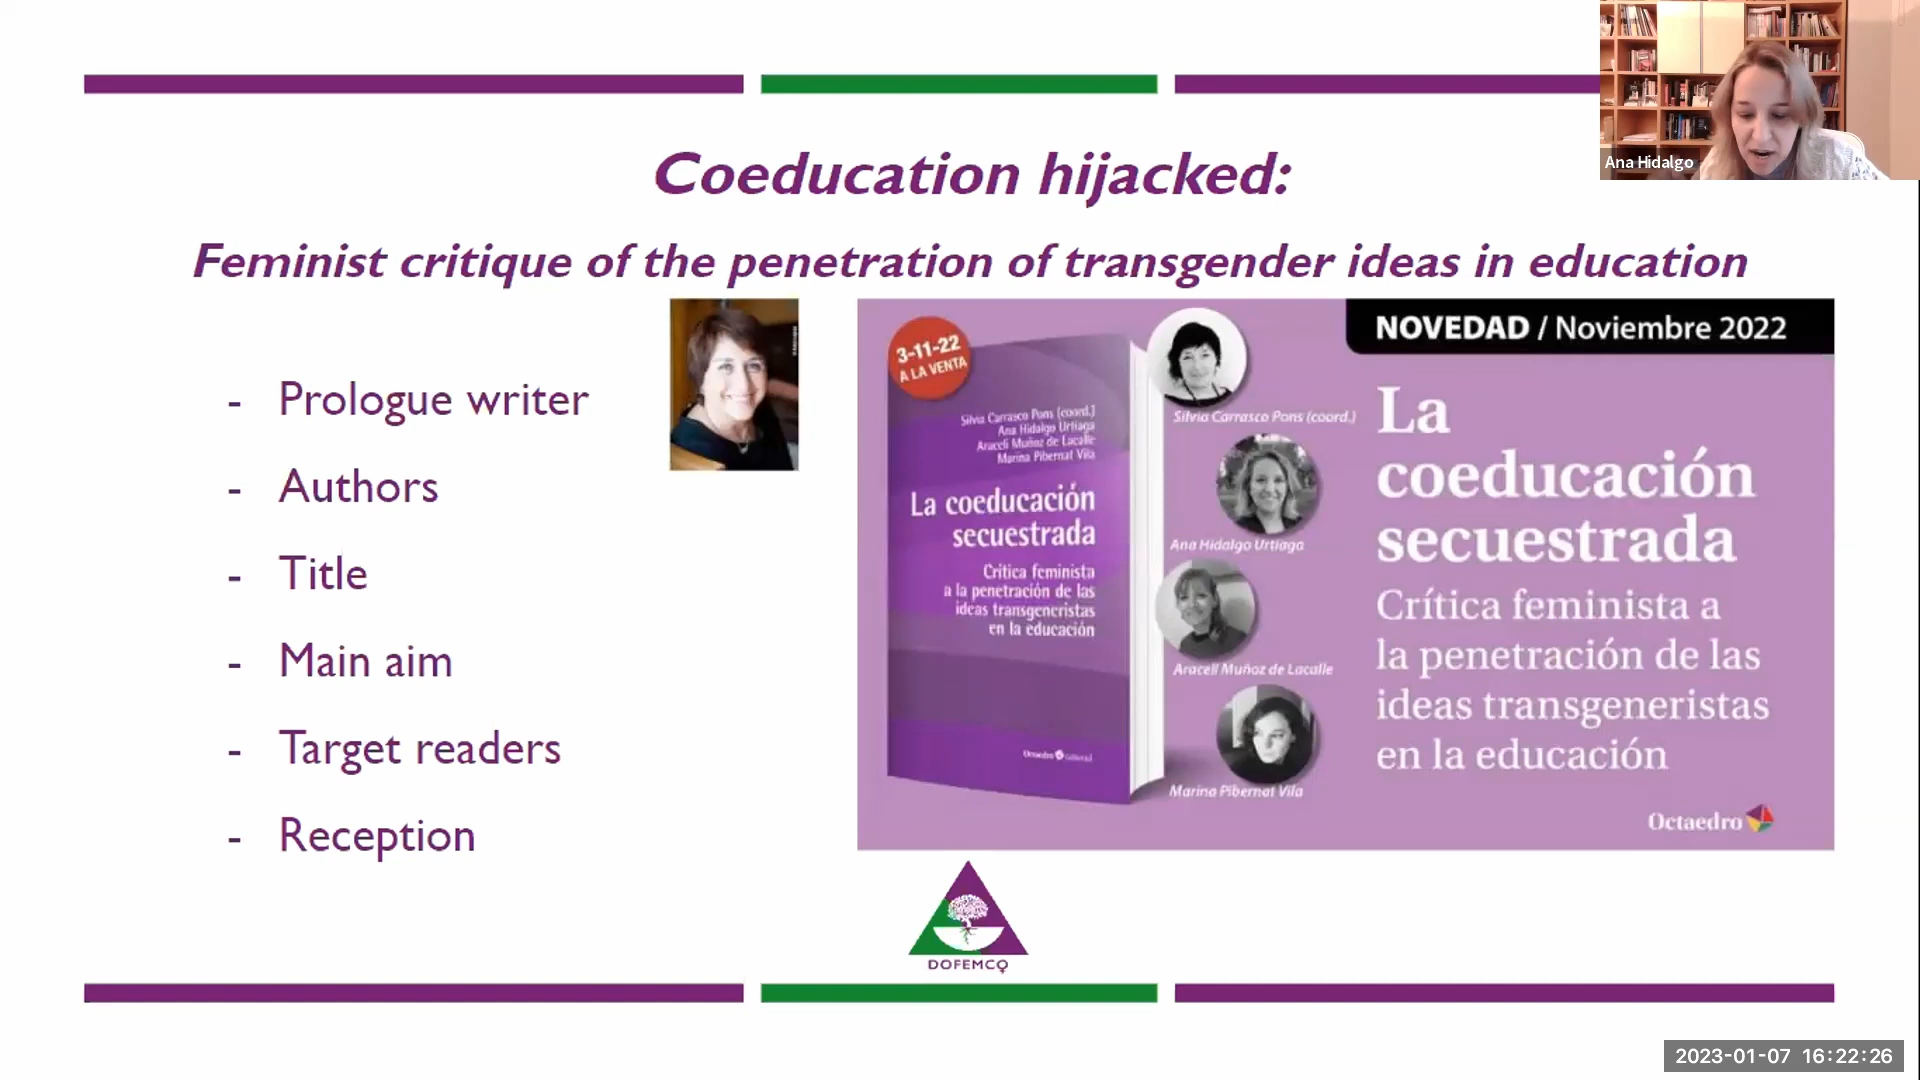 Ana Hidalgo
Coeducation hijacked:
Feminist critique of the penetration of transgender ideas in education
- Prologue writer
- Authors
- Title
- Main aim
- Target readers
- Reception
3-11-22
A LA VENTA
Silvia Carrasco Pons (coord.)
Ana Hidalgo Urtiaga
Araceli Muñoz de Lacalle
Marina Pibernat Vila
La coeducación
secuestrada
Crítica feminista
a la penetración de las
ideas transgeneristas
en la educación
Octaedro Editorial
Silvia Carrasco Pons (coord.)
Ana Hidalgo Urtiaga
Araceli Muñoz de Lacalle
Marina Pibernat Vila
NOVEDAD / Noviembre 2022
La
coeducación
secuestrada
Crítica feminista a
la penetración de las
ideas transgeneristas
en la educación
Octaedro
DOFEMCO
2023-01-07 16:22:26